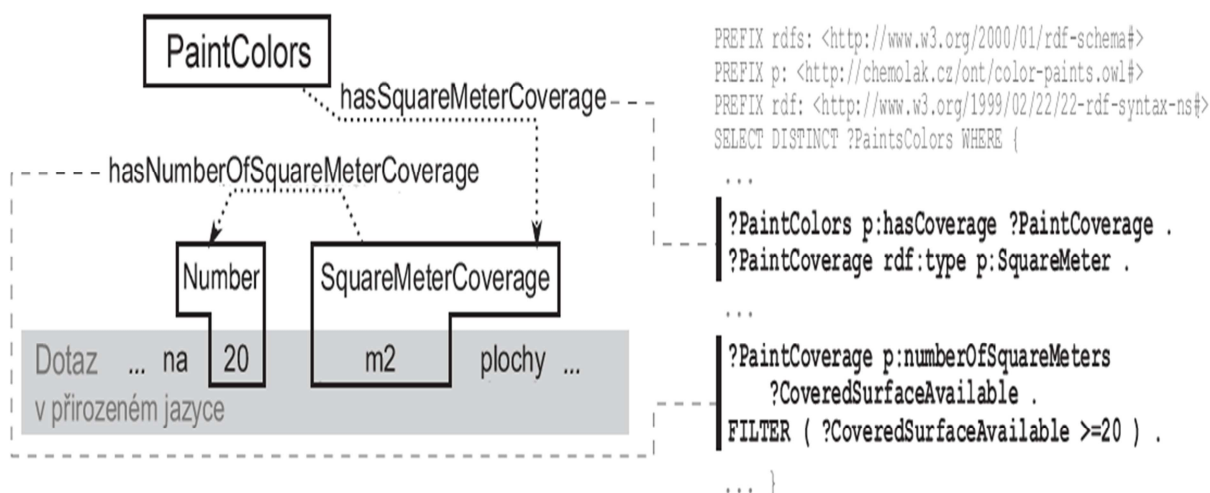 PaintColors
hasSquareMeterCoverage
hasNumberOfSquareMeterCoverage
Number
SquareMeterCoverage
Dotaz ... na 20 m2 plochy ...
v přirozeném jazyce
PREFIX rdfs: <http://www.w3.org/2000/01/rdf-schema#>
PREFIX p: <http://chemolak.cz/ont/color-paints.owl#>
PREFIX rdf: <http://www.w3.org/1999/02/22/22-rdf-syntax-ns#>
SELECT DISTINCT ?PaintsColors WHERE {
...
?PaintColors p:hasCoverage ?PaintCoverage .
?PaintCoverage rdf:type p:SquareMeter .
...
?PaintCoverage p:numberOfSquareMeters
?CoveredSurfaceAvailable .
FILTER ( ?CoveredSurfaceAvailable >=20 ) .
... }